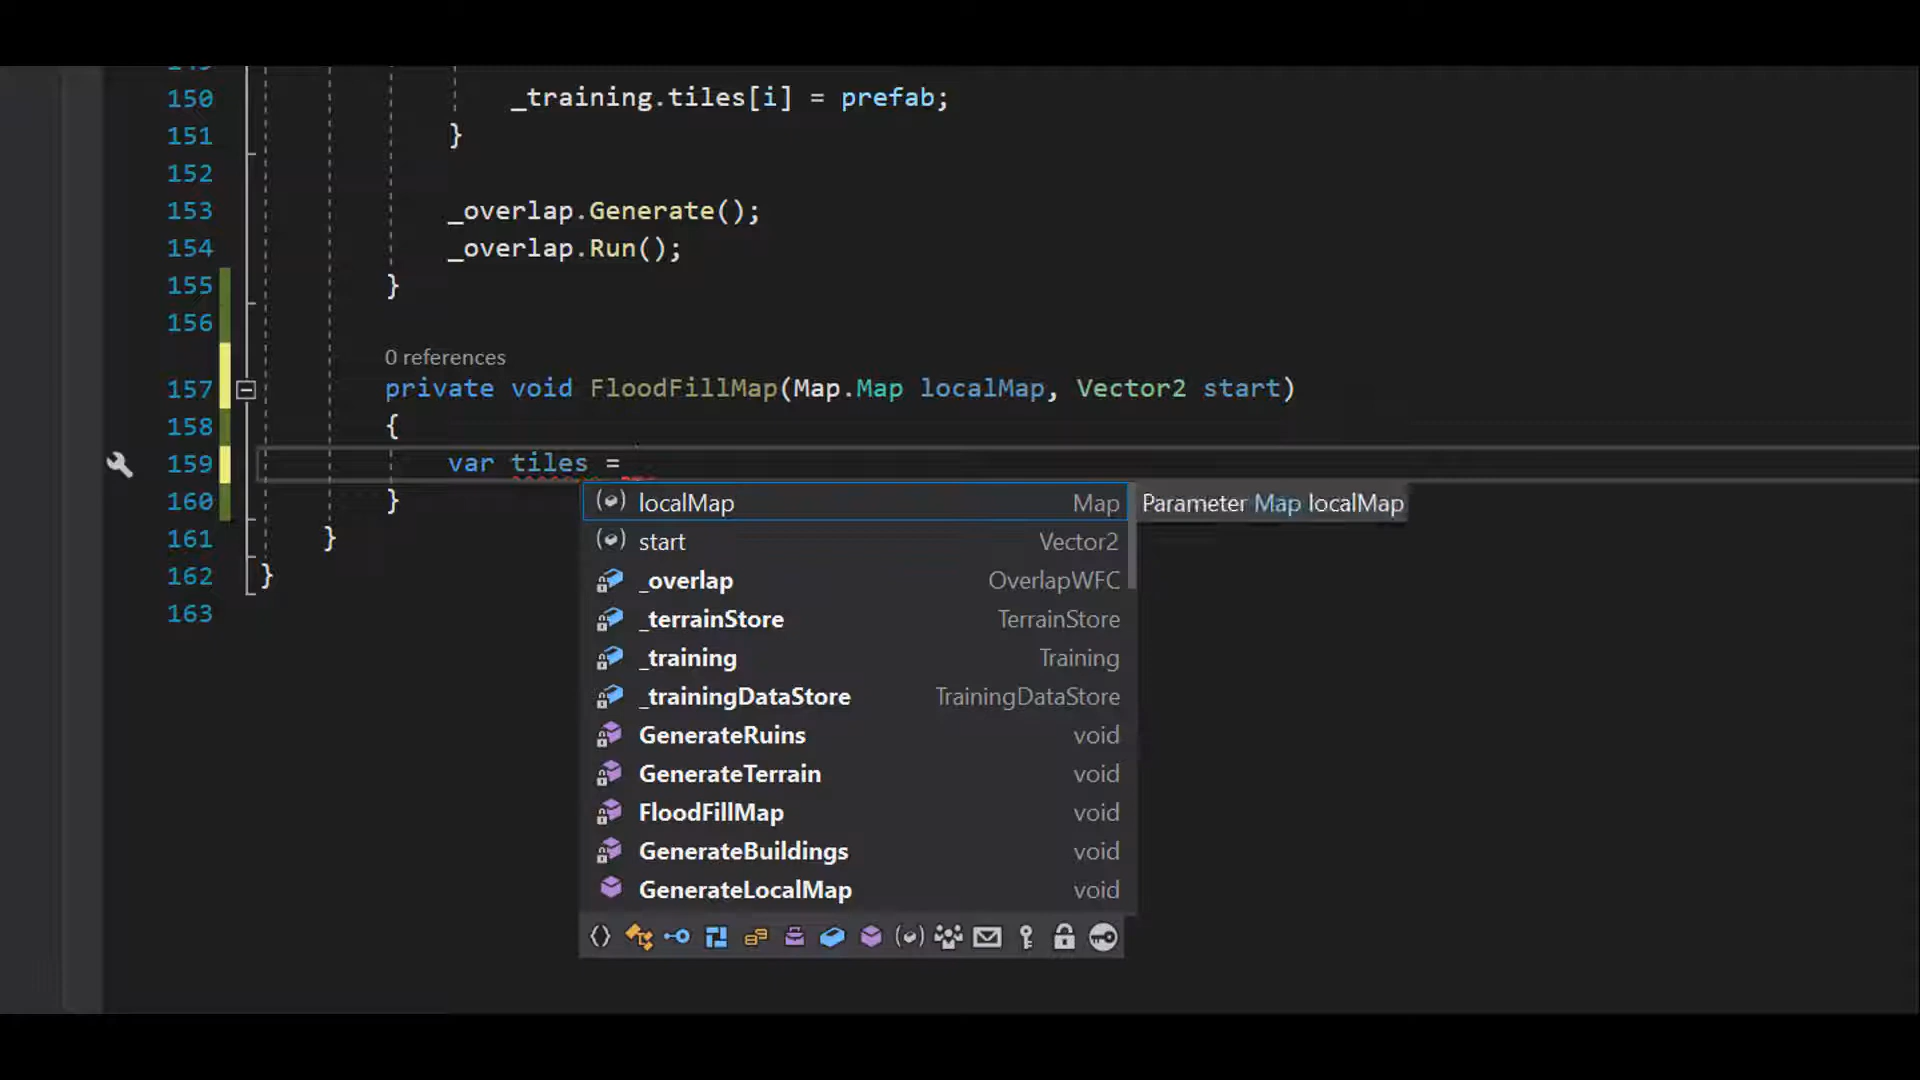 150 _training.tiles[i] = prefab;
151 }
152
153 _overlap.Generate();
154 _overlap.Run();
155 }
156
0 references
157 private void FloodFillMap(Map.Map localMap, Vector2 start)
158 {
159 var tiles =
160 }
161 }
162 }
163
localMap Map
Parameter Map localMap
start Vector2
_overlap OverlapWFC
_terrainStore TerrainStore
_training Training
_trainingDataStore TrainingDataStore
GenerateRuins void
GenerateTerrain void
FloodFillMap void
GenerateBuildings void
GenerateLocalMap void